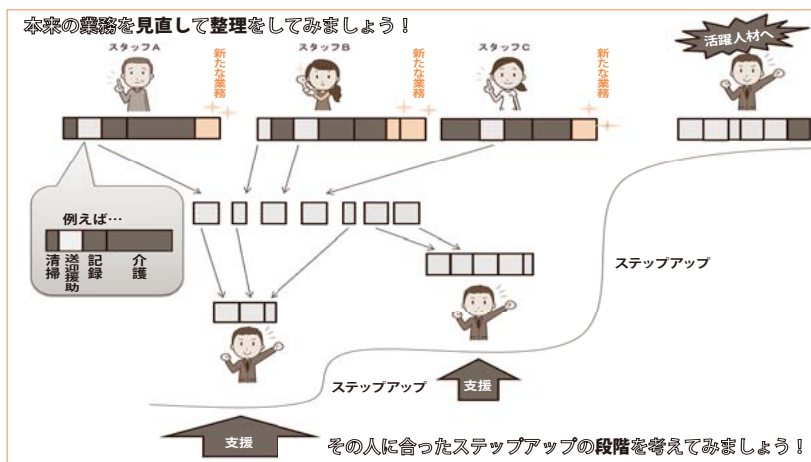 本来の業務を見直して整理をしてみましょう！
スタッフA
新たな業務
スタッフB
新たな業務
スタッフC
新たな業務
活躍人材へ
例えば…
清掃
送迎援助
記録
介護
ステップアップ
ステップアップ
支援
支援
その人に合ったステップアップの段階を考えてみましょう！